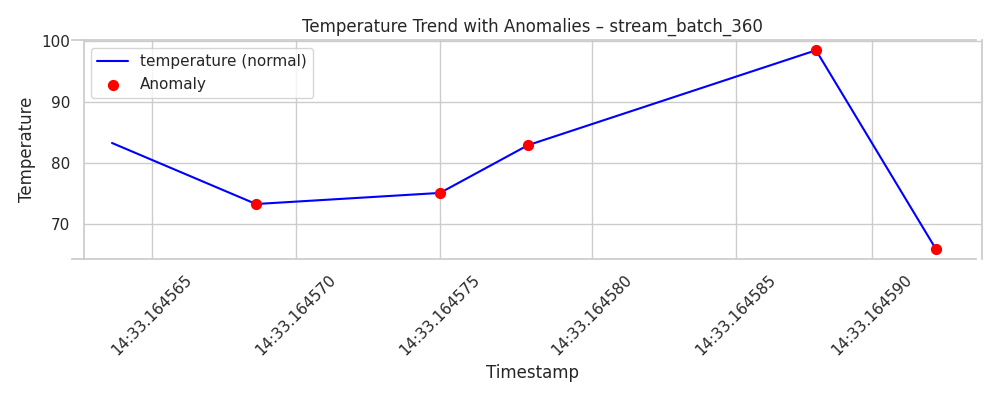 Temperature Trend with Anomalies – stream_batch_360
temperature (normal)
Anomaly
Temperature
100
90
80
70
14:33.164565
14:33.164570
14:33.164575
14:33.164580
14:33.164585
14:33.164590
Timestamp